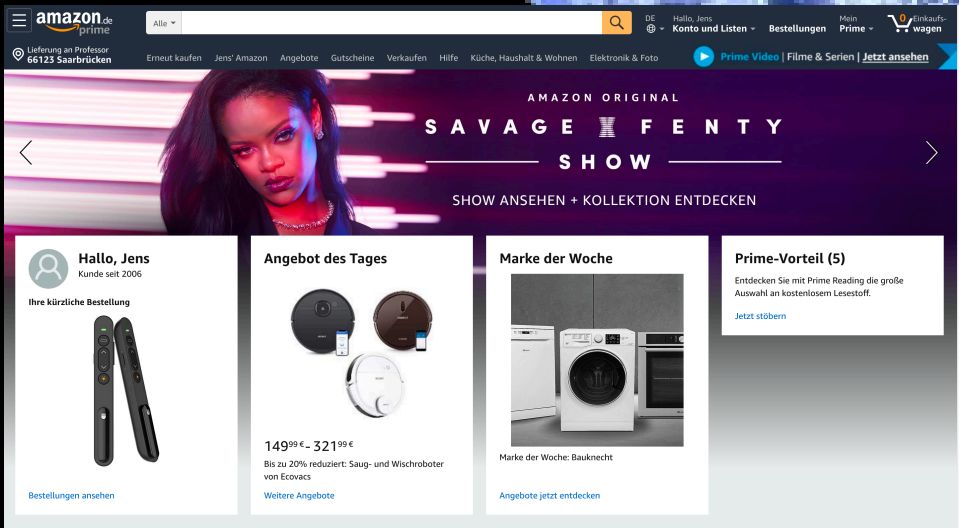 amazon.de
prime
Alle
DE
Hallo, Jens
Konto und Listen
Bestellungen
Mein
Prime
0
Einkaufs-
wagen
Lieferung an Professor
66123 Saarbrücken
Erneut kaufen Jens' Amazon Angebote Gutscheine Verkaufen Hilfe Küche, Haushalt & Wohnen Elektronik & Foto
Prime Video | Filme & Serien | Jetzt ansehen
AMAZON ORIGINAL
SAVAGE X FENTY
SHOW
SHOW ANSEHEN + KOLLEKTION ENTDECKEN
Hallo, Jens
Kunde seit 2006
Ihre kürzliche Bestellung
Bestellungen ansehen
Angebot des Tages
149⁹⁹ € - 321⁹⁹ €
Bis zu 20% reduziert: Saug- und Wischroboter
von Ecovacs
Weitere Angebote
Marke der Woche
Marke der Woche: Bauknecht
Angebote jetzt entdecken
Prime-Vorteil (5)
Entdecken Sie mit Prime Reading die große
Auswahl an kostenlosem Lesestoff.
Jetzt stöbern